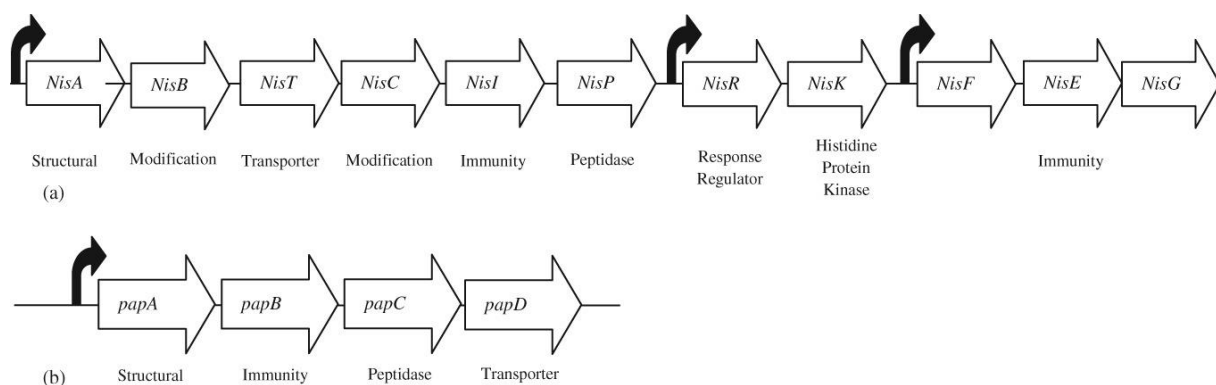 NisA NisB NisT NisC NisI NisP NisR NisK NisF NisE NisG
Structural Modification Transporter Modification Immunity Peptidase Response Regulator Histidine Protein Kinase Immunity
(a)
papA papB papC papD
(b) Structural Immunity Peptidase Transporter